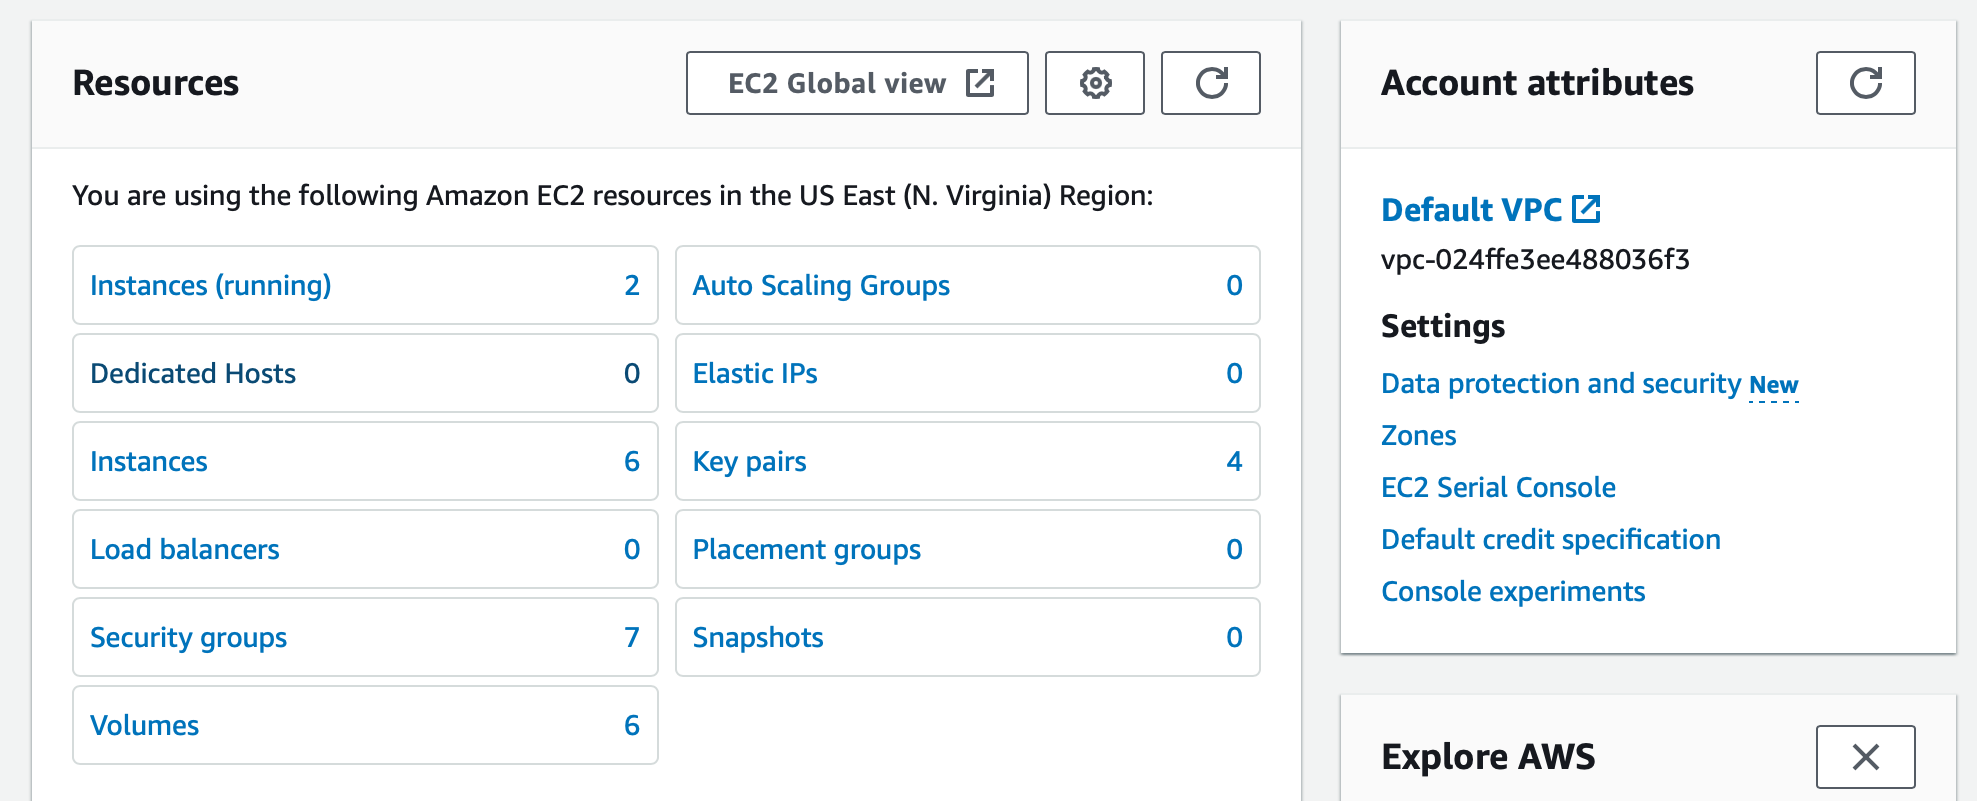 Resources
EC2 Global view
You are using the following Amazon EC2 resources in the US East (N. Virginia) Region:
Instances (running) 2
Auto Scaling Groups 0
Dedicated Hosts 0
Elastic IPs 0
Instances 6
Key pairs 4
Load balancers 0
Placement groups 0
Security groups 7
Snapshots 0
Volumes 6
Account attributes
Default VPC
vpc-024ffe3ee488036f3
Settings
Data protection and security New
Zones
EC2 Serial Console
Default credit specification
Console experiments
Explore AWS